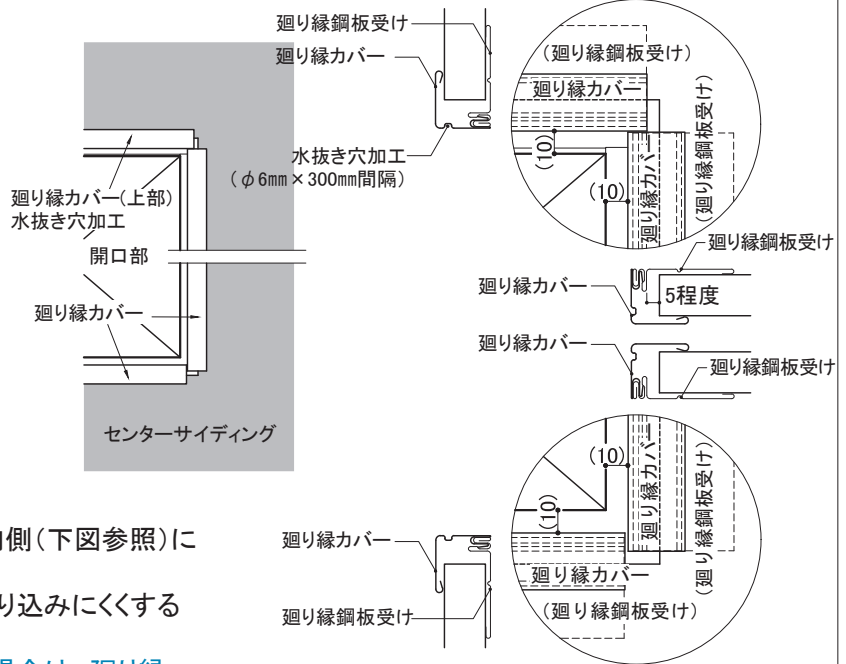 廻り縁鋼板受け
廻り縁カバー
水抜き穴加工
(φ6mm×300mm間隔)
(廻り縁鋼板受け)
廻り縁カバー
(10)
(10)
廻り縁カバー
(廻り縁鋼板受け)
廻り縁カバー(上部)
水抜き穴加工
開口部
廻り縁カバー
センターサイディング
廻り縁鋼板受け
廻り縁カバー
5程度
廻り縁カバー
廻り縁鋼板受け
(10)
(10)
廻り縁カバー
(廻り縁鋼板受け)
廻り縁カバー
(廻り縁鋼板受け)
廻り縁カバー
廻り縁鋼板受け
側(下図参照)に
り込みにくくする